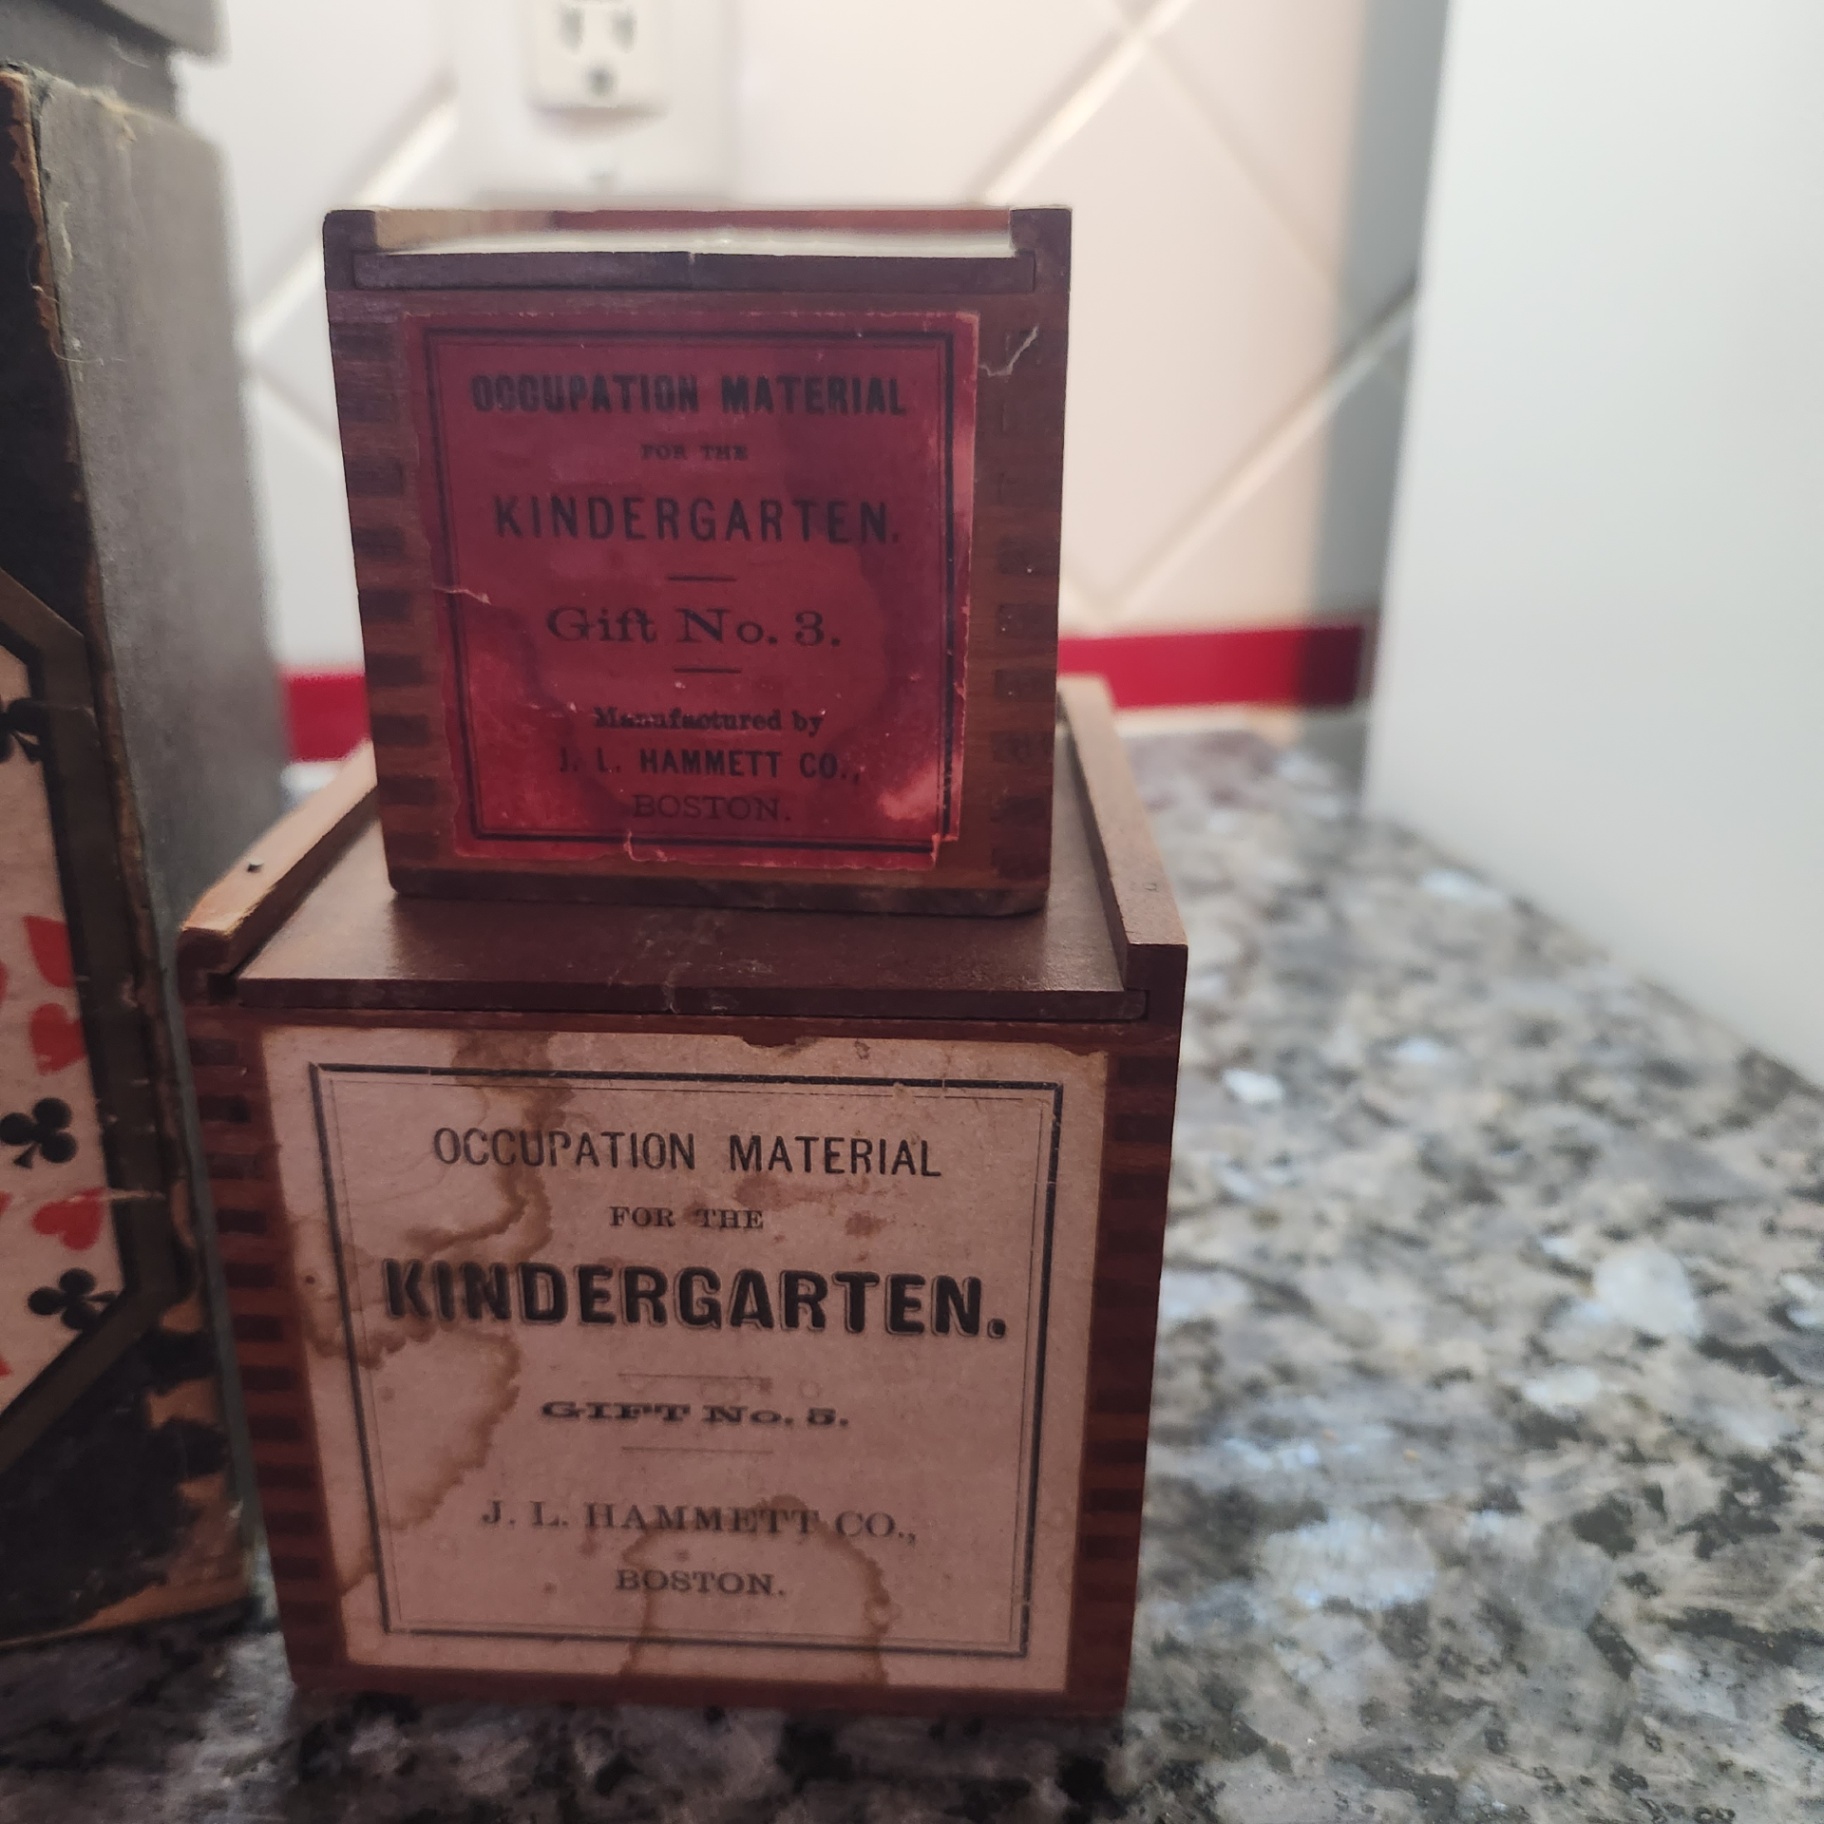 OCCUPATION MATERIAL
FOR THE
KINDERGARTEN.
Gift No. 3.
Manufactured by
J. L. HAMMETT CO.,
BOSTON.
OCCUPATION MATERIAL
FOR THE
KINDERGARTEN.
GIFT No. 5.
J. L. HAMMETT CO.,
BOSTON.